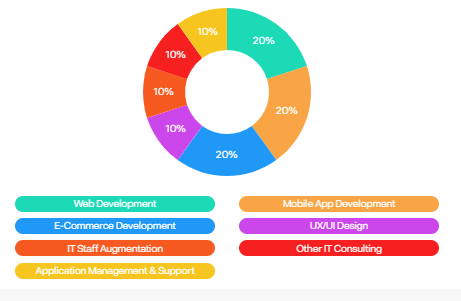 10%
20%
10%
10%
20%
10%
20%
Web Development
Mobile App Development
E-Commerce Development
UX/UI Design
IT Staff Augmentation
Other IT Consulting
Application Management & Support